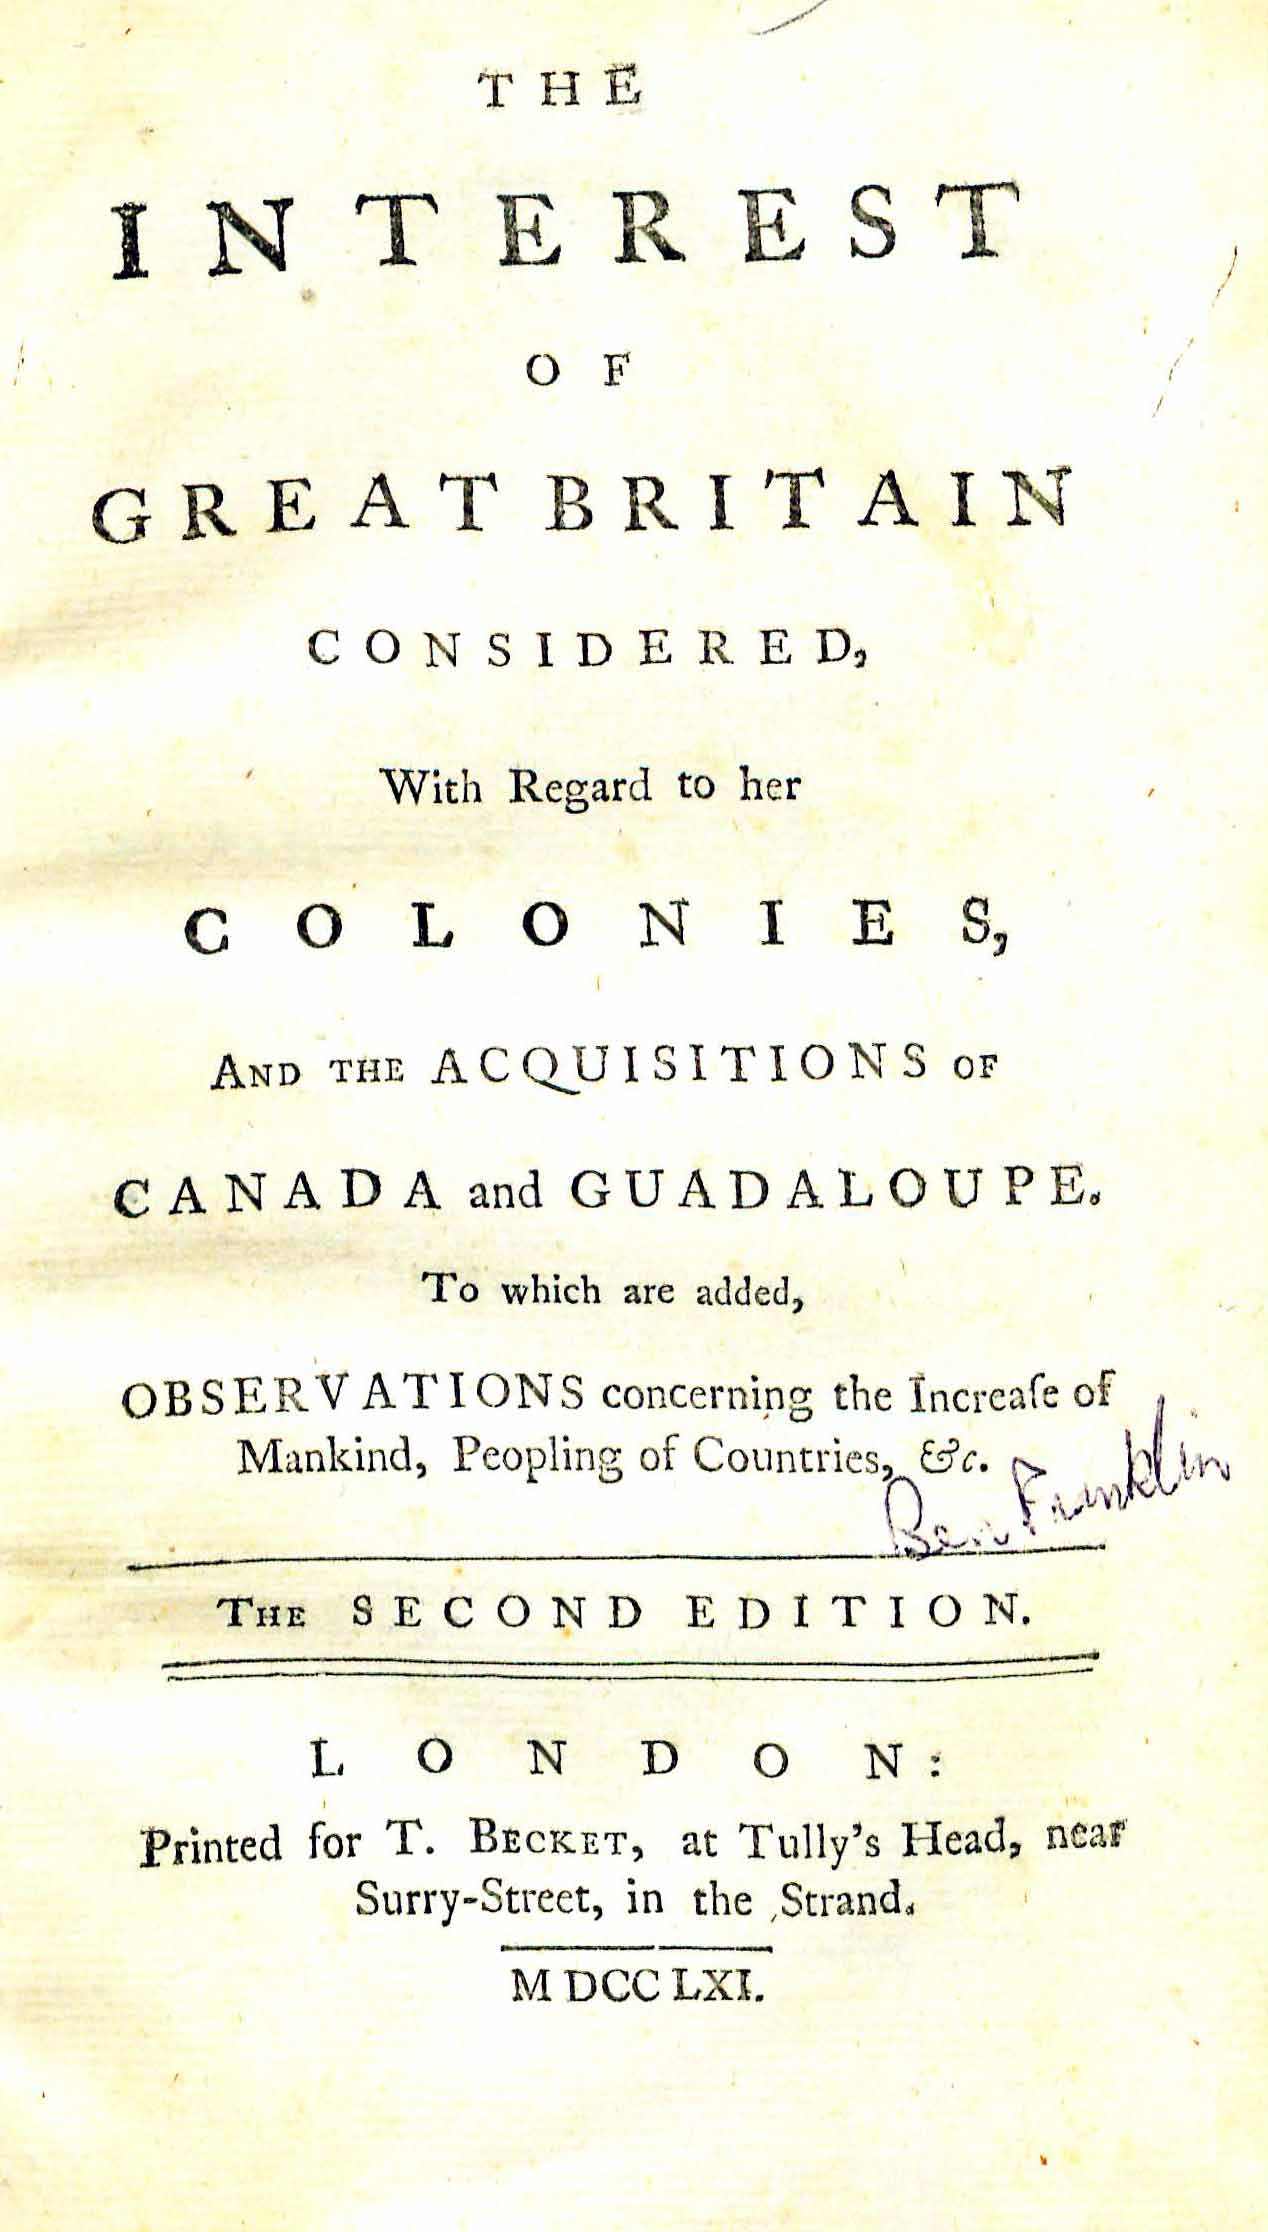 THE
INTEREST
OF
GREAT BRITAIN
CONSIDERED,
With Regard to her
COLONIES,
AND THE ACQUISITIONS OF
CANADA and GUADALOUPE.
To which are added,
OBSERVATIONS concerning the Increaſe of
Mankind, Peopling of Countries, &c.
Ben Franklin
THE SECOND EDITION.
LONDON:
Printed for T. BECKET, at Tully's Head, near
Surry-Street, in the Strand.
MDCCLXI.